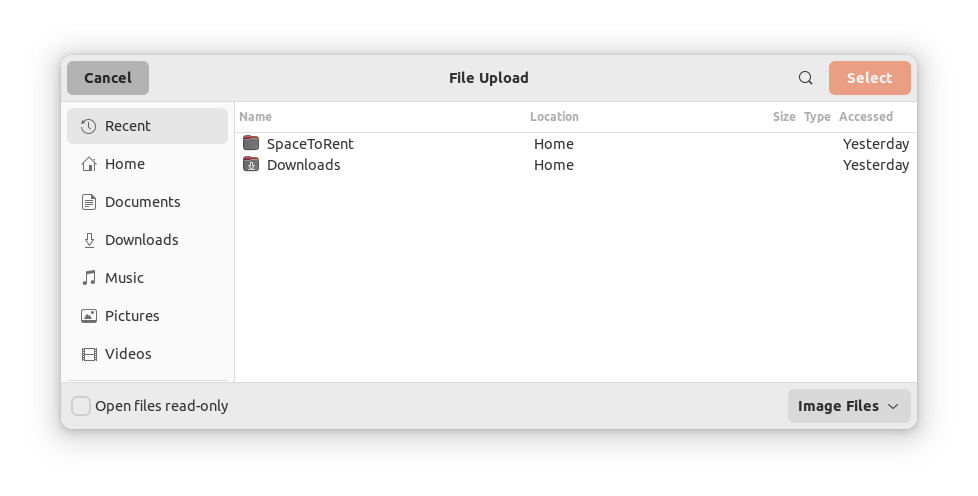 Cancel File Upload Select
Name Location Size Type Accessed
Recent
SpaceToRent Home Yesterday
Home
Downloads Home Yesterday
Documents
Downloads
Music
Pictures
Videos
Open files read-only Image Files